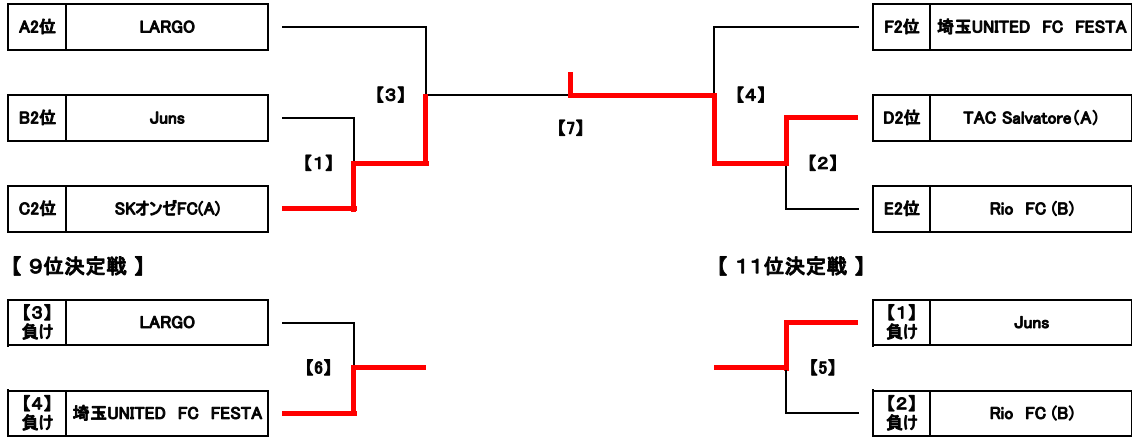 A2位 LARGO
F2位 埼玉UNITED FC FESTA
【3】
【4】
B2位 Juns
【7】
D2位 TAC Salvatore(A)
【1】
【2】
C2位 SKオンゼFC(A)
E2位 Rio FC (B)
【 9位決定戦 】
【 11位決定戦 】
【3】
負け LARGO
【1】
負け Juns
【6】
【5】
【4】
負け 埼玉UNITED FC FESTA
【2】
負け Rio FC (B)